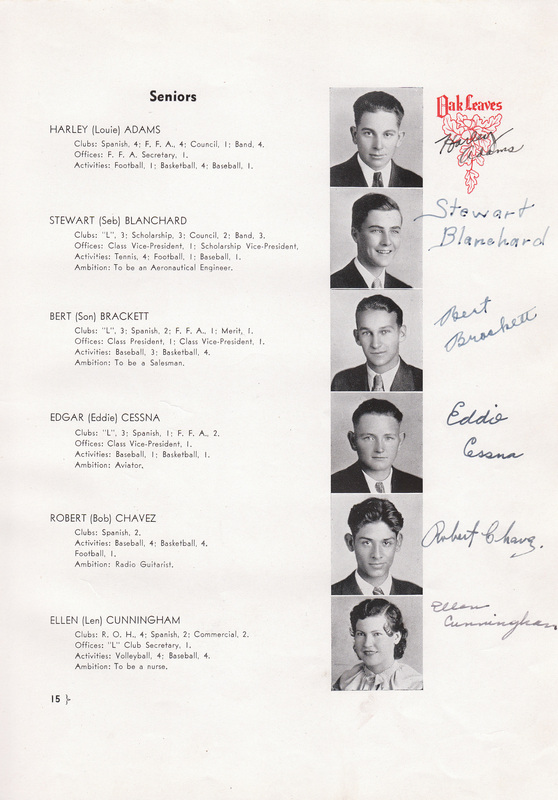 Seniors
Oak Leaves
Harley
Adams
HARLEY (Louie) ADAMS
Clubs: Spanish, 4; F. F. A., 4; Council, 1; Band, 4.
Offices: F. F. A. Secretary, 1.
Activities: Football, 1; Basketball, 4; Baseball, 1.
STEWART (Seb) BLANCHARD
Clubs: "L", 3; Scholarship, 3; Council, 2; Band, 3.
Offices: Class Vice-President, 1; Scholarship Vice-President.
Activities: Tennis, 4; Football, 1; Baseball, 1.
Ambition: To be an Aeronautical Engineer.
Stewart
Blanchard
BERT (Son) BRACKETT
Clubs: "L", 3; Spanish, 2; F. F. A., 1; Merit, 1.
Offices: Class President, 1; Class Vice-President, 1.
Activities: Baseball, 3; Basketball, 4.
Ambition: To be a Salesman.
Bert
Brackett
EDGAR (Eddie) CESSNA
Clubs: "L", 3; Spanish, 1; F. F. A., 2.
Offices: Class Vice-President, 1.
Activities: Baseball, 1; Basketball, 1.
Ambition: Aviator.
Eddie
Cessna
ROBERT (Bob) CHAVEZ
Clubs: Spanish, 2.
Activities: Baseball, 4; Basketball, 4.
Football, 1.
Ambition: Radio Guitarist.
Robert Chavez.
ELLEN (Len) CUNNINGHAM
Clubs: R. O. H., 4; Spanish, 2; Commercial, 2.
Offices: "L" Club Secretary, 1.
Activities: Volleyball, 4; Baseball, 4.
Ambition: To be a nurse.
Ellen
Cunningham
15